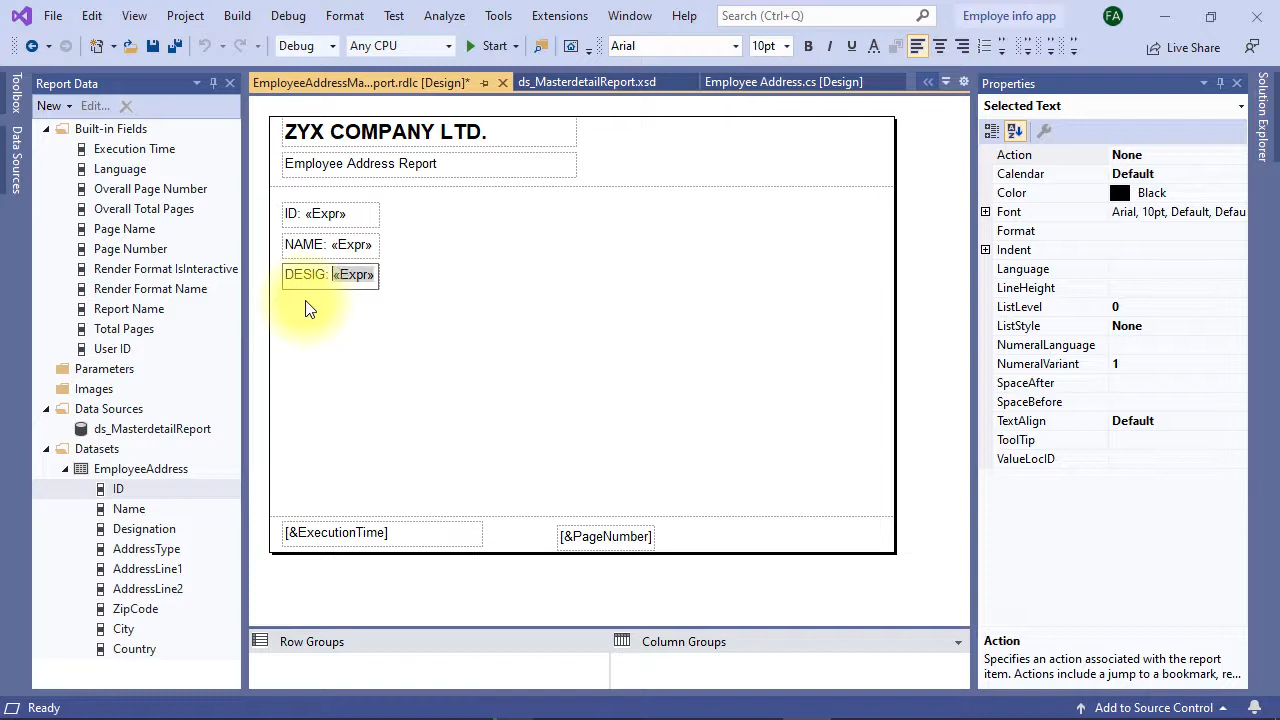 File Edit View Project Build Debug Format Test Analyze Tools Extensions Window Help Search (Ctrl+Q) Employe info app FA
Debug Any CPU Start Arial 10pt B I U A Live Share
Toolbox
Data Sources
Report Data
New Edit...
Built-in Fields
Execution Time
Language
Overall Page Number
Overall Total Pages
Page Name
Page Number
Render Format IsInteractive
Render Format Name
Report Name
Total Pages
User ID
Parameters
Images
Data Sources
ds_MasterdetailReport
Datasets
EmployeeAddress
ID
Name
Designation
AddressType
AddressLine1
AddressLine2
ZipCode
City
Country
EmployeeAddressMa...port.rdlc [Design]* ds_MasterdetailReport.xsd Employee Address.cs [Design]
ZYX COMPANY LTD.
Employee Address Report
ID: «Expr»
NAME: «Expr»
DESIG: «Expr»
[&ExecutionTime] [&PageNumber]
Row Groups Column Groups
Properties
Selected Text
Action None
Calendar Default
Color Black
Font Arial, 10pt, Default, Defau
Format
Indent
Language
LineHeight
ListLevel 0
ListStyle None
NumeralLanguage
NumeralVariant 1
SpaceAfter
SpaceBefore
TextAlign Default
ToolTip
ValueLocID
Action
Specifies an action associated with the report
item. Actions include a jump to a bookmark, re...
Solution Explorer
Ready Add to Source Control